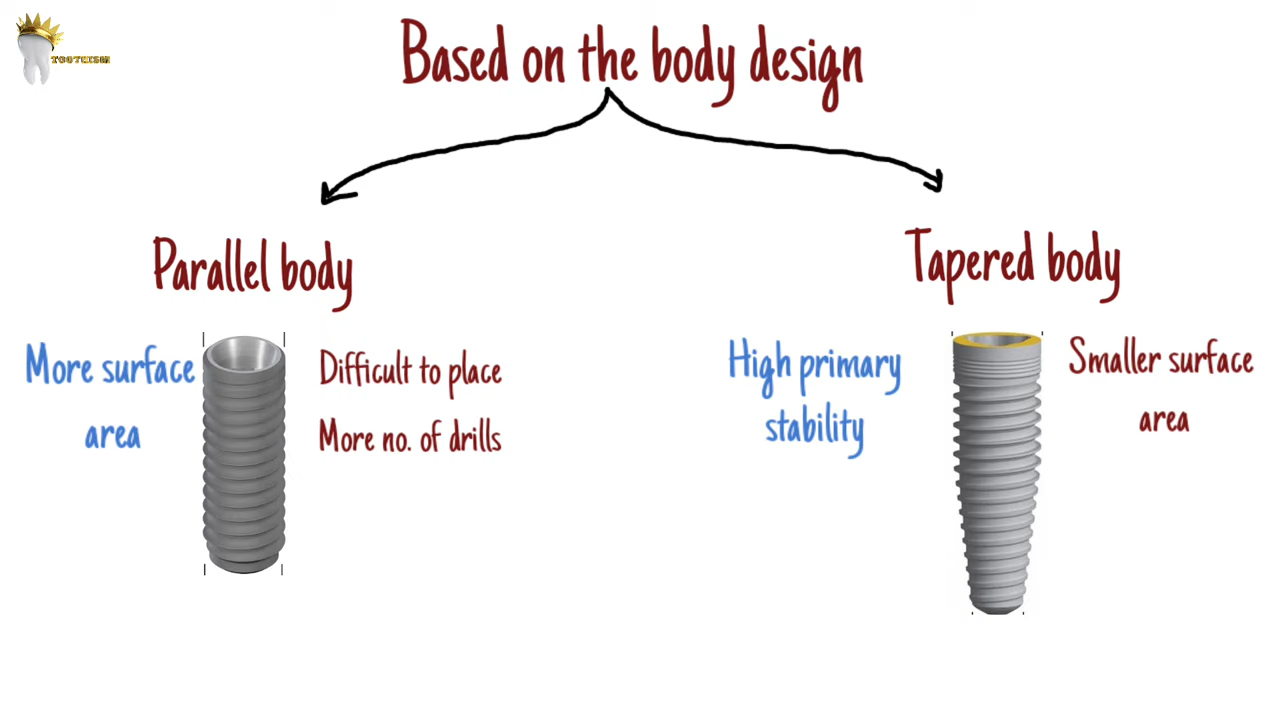 TOOTHISM
Based on the body design
Parallel body
Tapered body
More surface
area
Difficult to place
More no. of drills
High primary
stability
Smaller surface
area